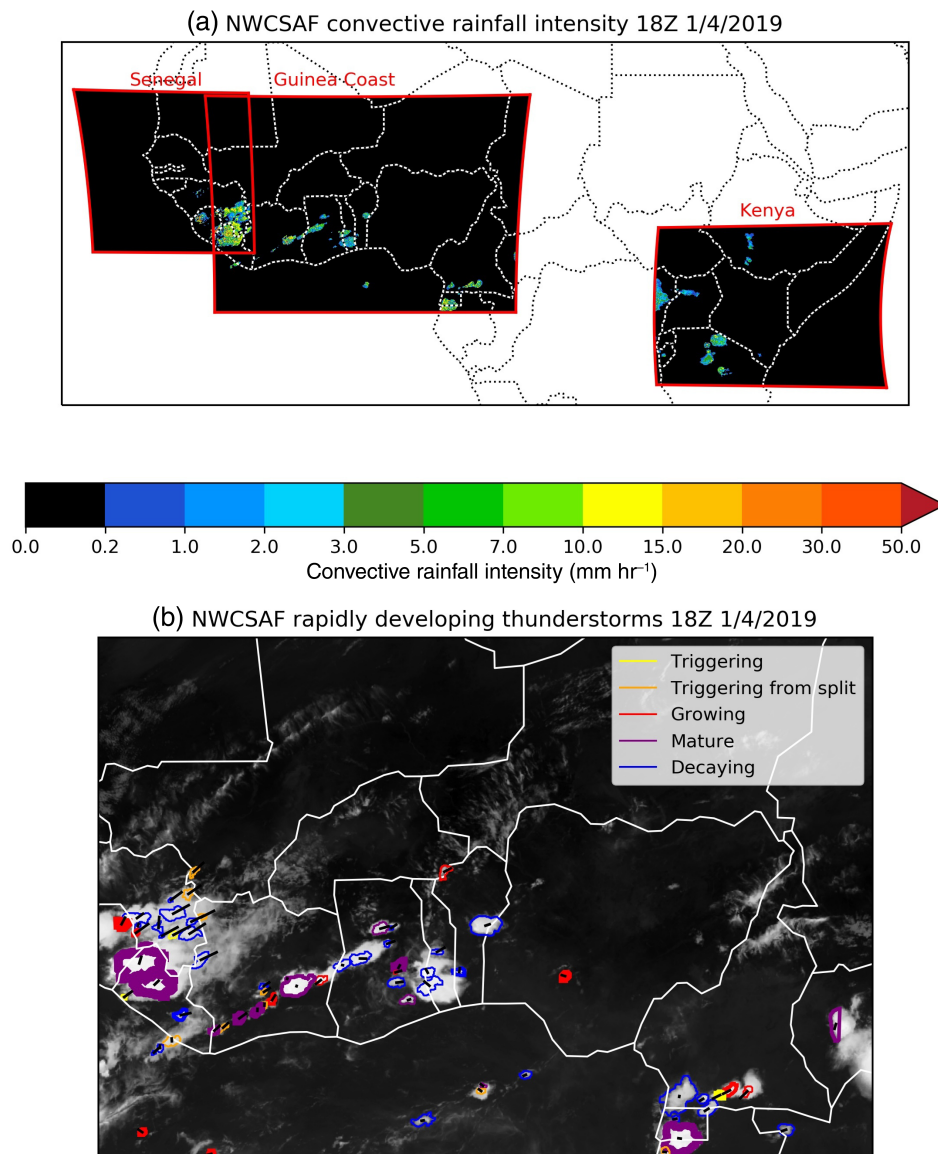 (a) NWCSAF convective rainfall intensity 18Z 1/4/2019
Senegal
Guinea Coast
Kenya
0.0 0.2 1.0 2.0 3.0 5.0 7.0 10.0 15.0 20.0 30.0 50.0
Convective rainfall intensity (mm hr⁻¹)
(b) NWCSAF rapidly developing thunderstorms 18Z 1/4/2019
Triggering
Triggering from split
Growing
Mature
Decaying